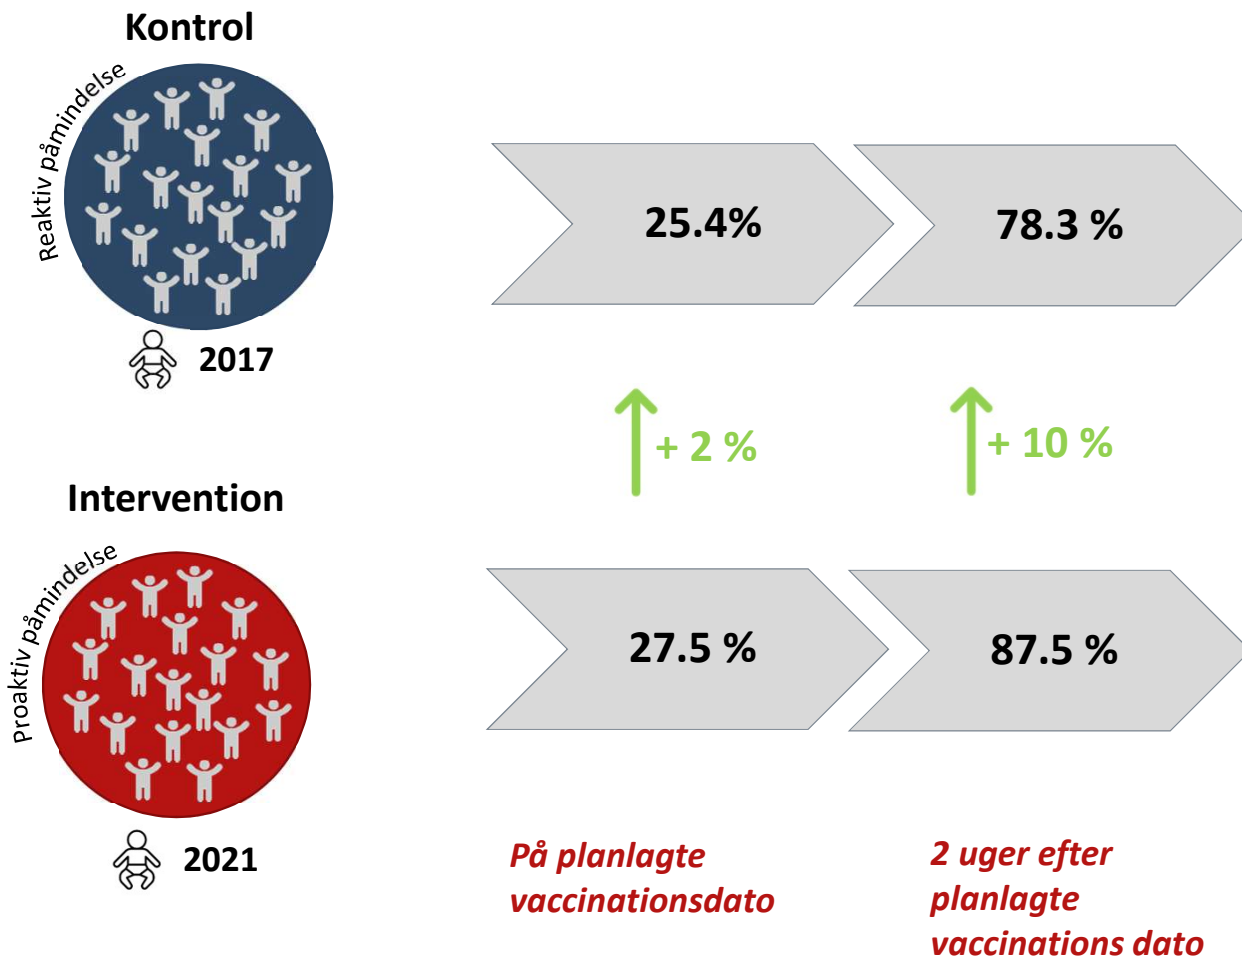 Kontrol
Reaktiv påmindelse
25.4%
78.3 %
2017
+ 2 %
+ 10 %
Intervention
Proaktiv påmindelse
27.5 %
87.5 %
2021
På planlagte
vaccinationsdato
2 uger efter
planlagte
vaccinations dato